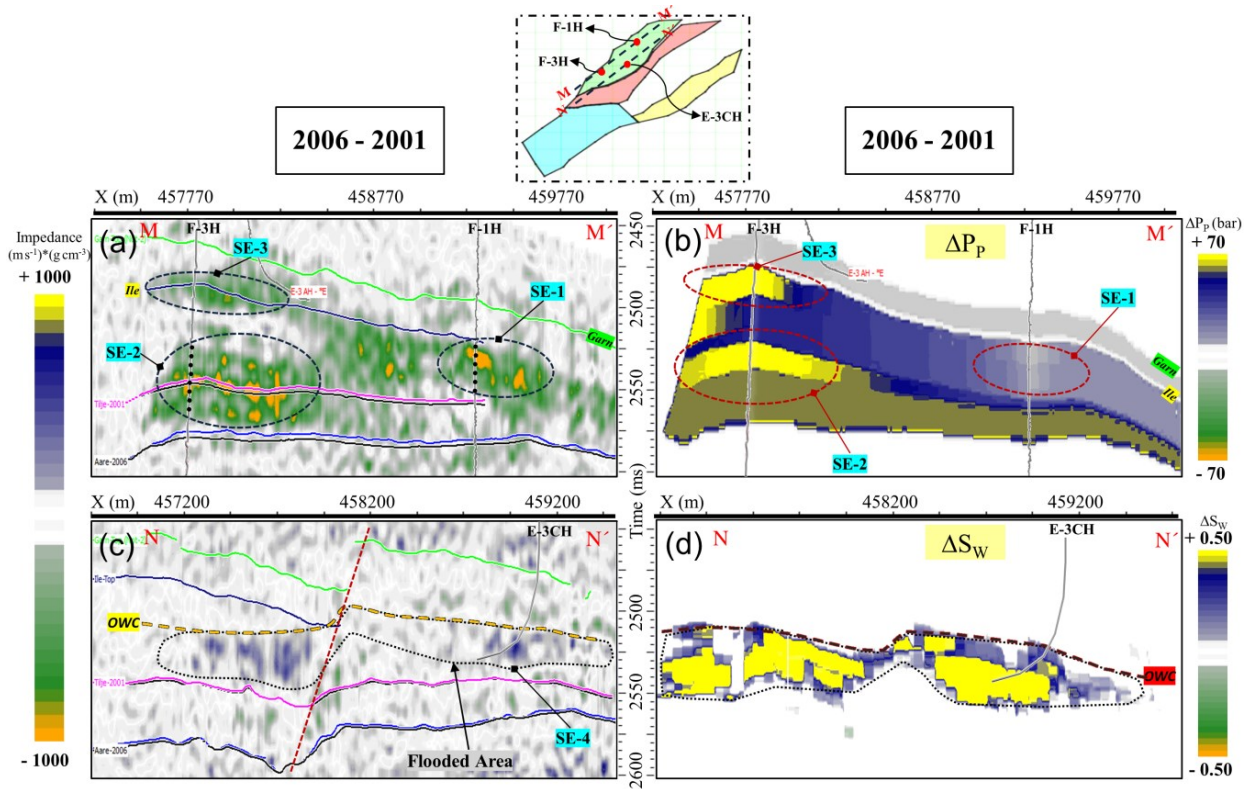 M´
F-1H
N´
F-3H
M
N
E-3CH
2006 - 2001
2006 - 2001
X (m) 457770 458770 459770
X (m) 457770 458770 459770
Impedance
(m s⁻¹)*(g cm⁻³)
+ 1000
- 1000
(a)
M
F-3H
SE-3
F-1H
M´
Ile
E-3 AH - °E
SE-1
SE-2
Garn
Tilje-2001
Aare-2006
2450
2500
2550
(ms)
(b)
M
F-3H
ΔP_P
SE-3
F-1H
M´
E-3 AH - °E
SE-1
Garn
Ile
SE-2
ΔP_P (bar)
+ 70
- 70
X (m) 457200 458200 459200
X (m) 458200 459200
Time
(c)
N
E-3CH
N´
Ile-Top
OWC
Tilje-2001
SE-4
Aare-2006
Flooded Area
2500
2550
2600
(d)
N
ΔS_W
E-3CH
N´
OWC
ΔS_W
+ 0.50
- 0.50